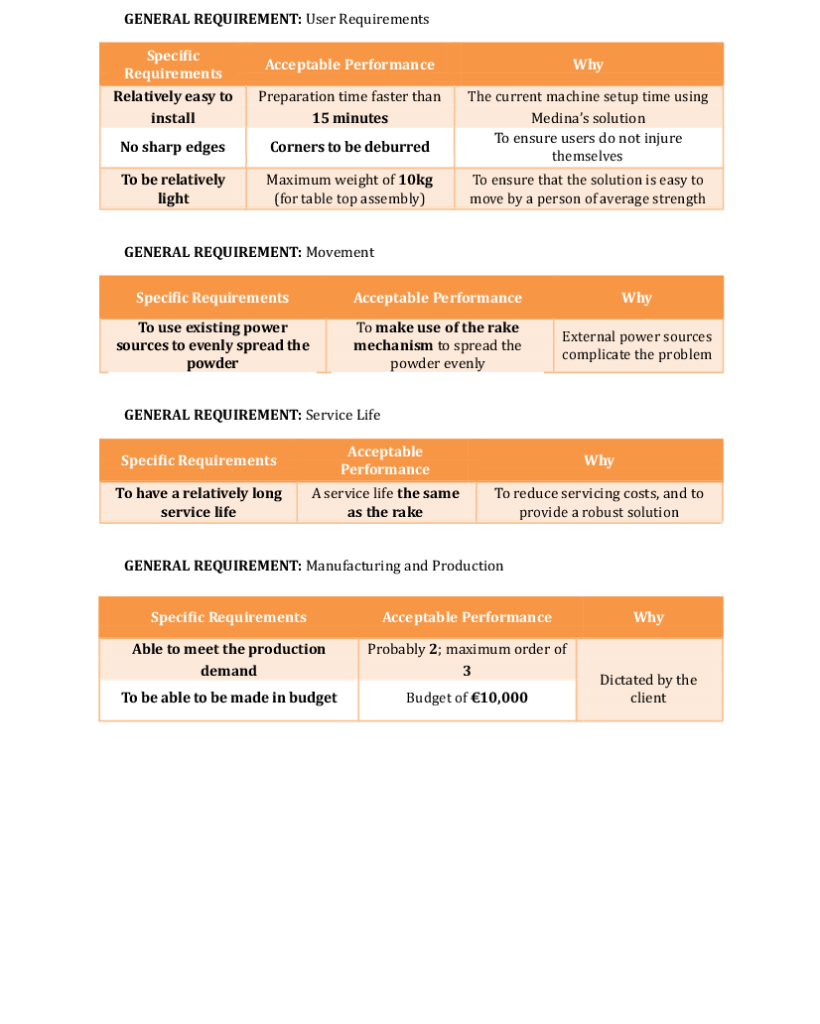 GENERAL REQUIREMENT: User Requirements
Specific Requirements | Acceptable Performance | Why
Relatively easy to install | Preparation time faster than 15 minutes | The current machine setup time using Medina's solution
No sharp edges | Corners to be deburred | To ensure users do not injure themselves
To be relatively light | Maximum weight of 10kg (for table top assembly) | To ensure that the solution is easy to move by a person of average strength
GENERAL REQUIREMENT: Movement
Specific Requirements | Acceptable Performance | Why
To use existing power sources to evenly spread the powder | To make use of the rake mechanism to spread the powder evenly | External power sources complicate the problem
GENERAL REQUIREMENT: Service Life
Specific Requirements | Acceptable Performance | Why
To have a relatively long service life | A service life the same as the rake | To reduce servicing costs, and to provide a robust solution
GENERAL REQUIREMENT: Manufacturing and Production
Specific Requirements | Acceptable Performance | Why
Able to meet the production demand | Probably 2; maximum order of 3 | Dictated by the client
To be able to be made in budget | Budget of €10,000